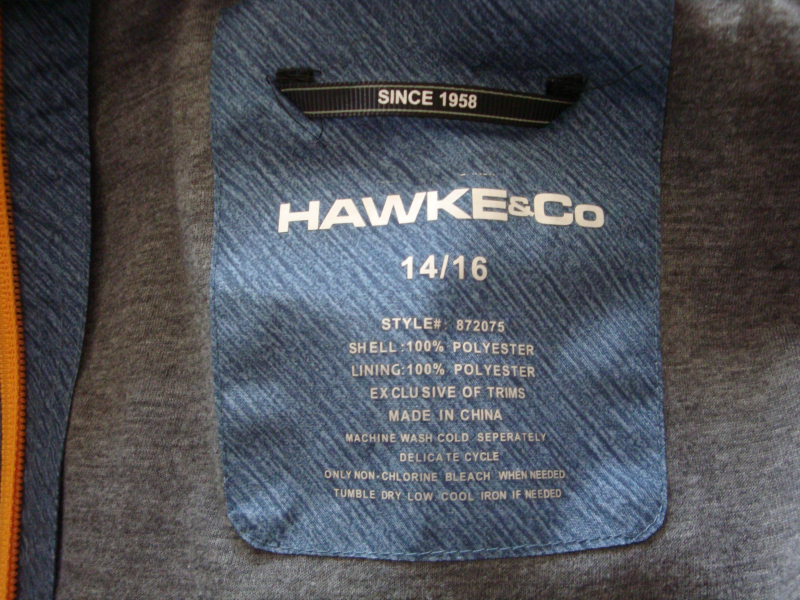 SINCE 1958
HAWKE&CO
14/16
STYLE#: 872075
SHELL:100% POLYESTER
LINING:100% POLYESTER
EXCLUSIVE OF TRIMS
MADE IN CHINA
MACHINE WASH COLD SEPERATELY
DELICATE CYCLE
ONLY NON-CHLORINE BLEACH WHEN NEEDED
TUMBLE DRY LOW COOL IRON IF NEEDED